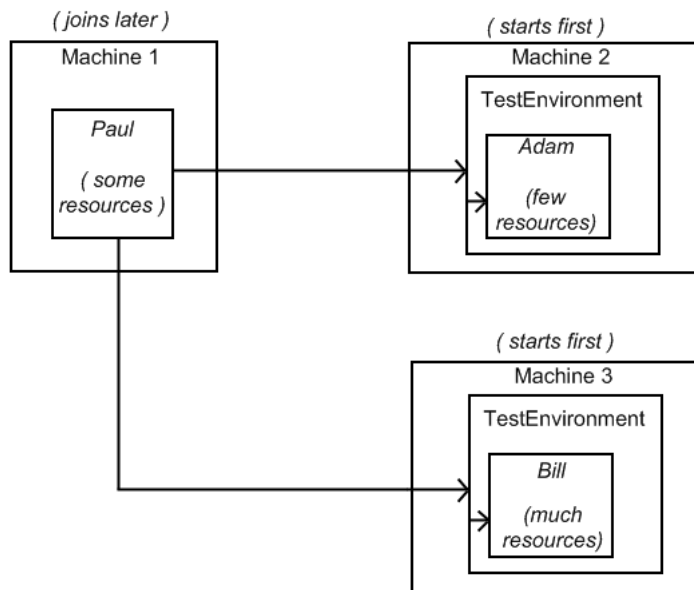 ( joins later )
Machine 1
Paul
( some
resources )
( starts first )
Machine 2
TestEnvironment
Adam
(few
resources)
( starts first )
Machine 3
TestEnvironment
Bill
(much
resources)